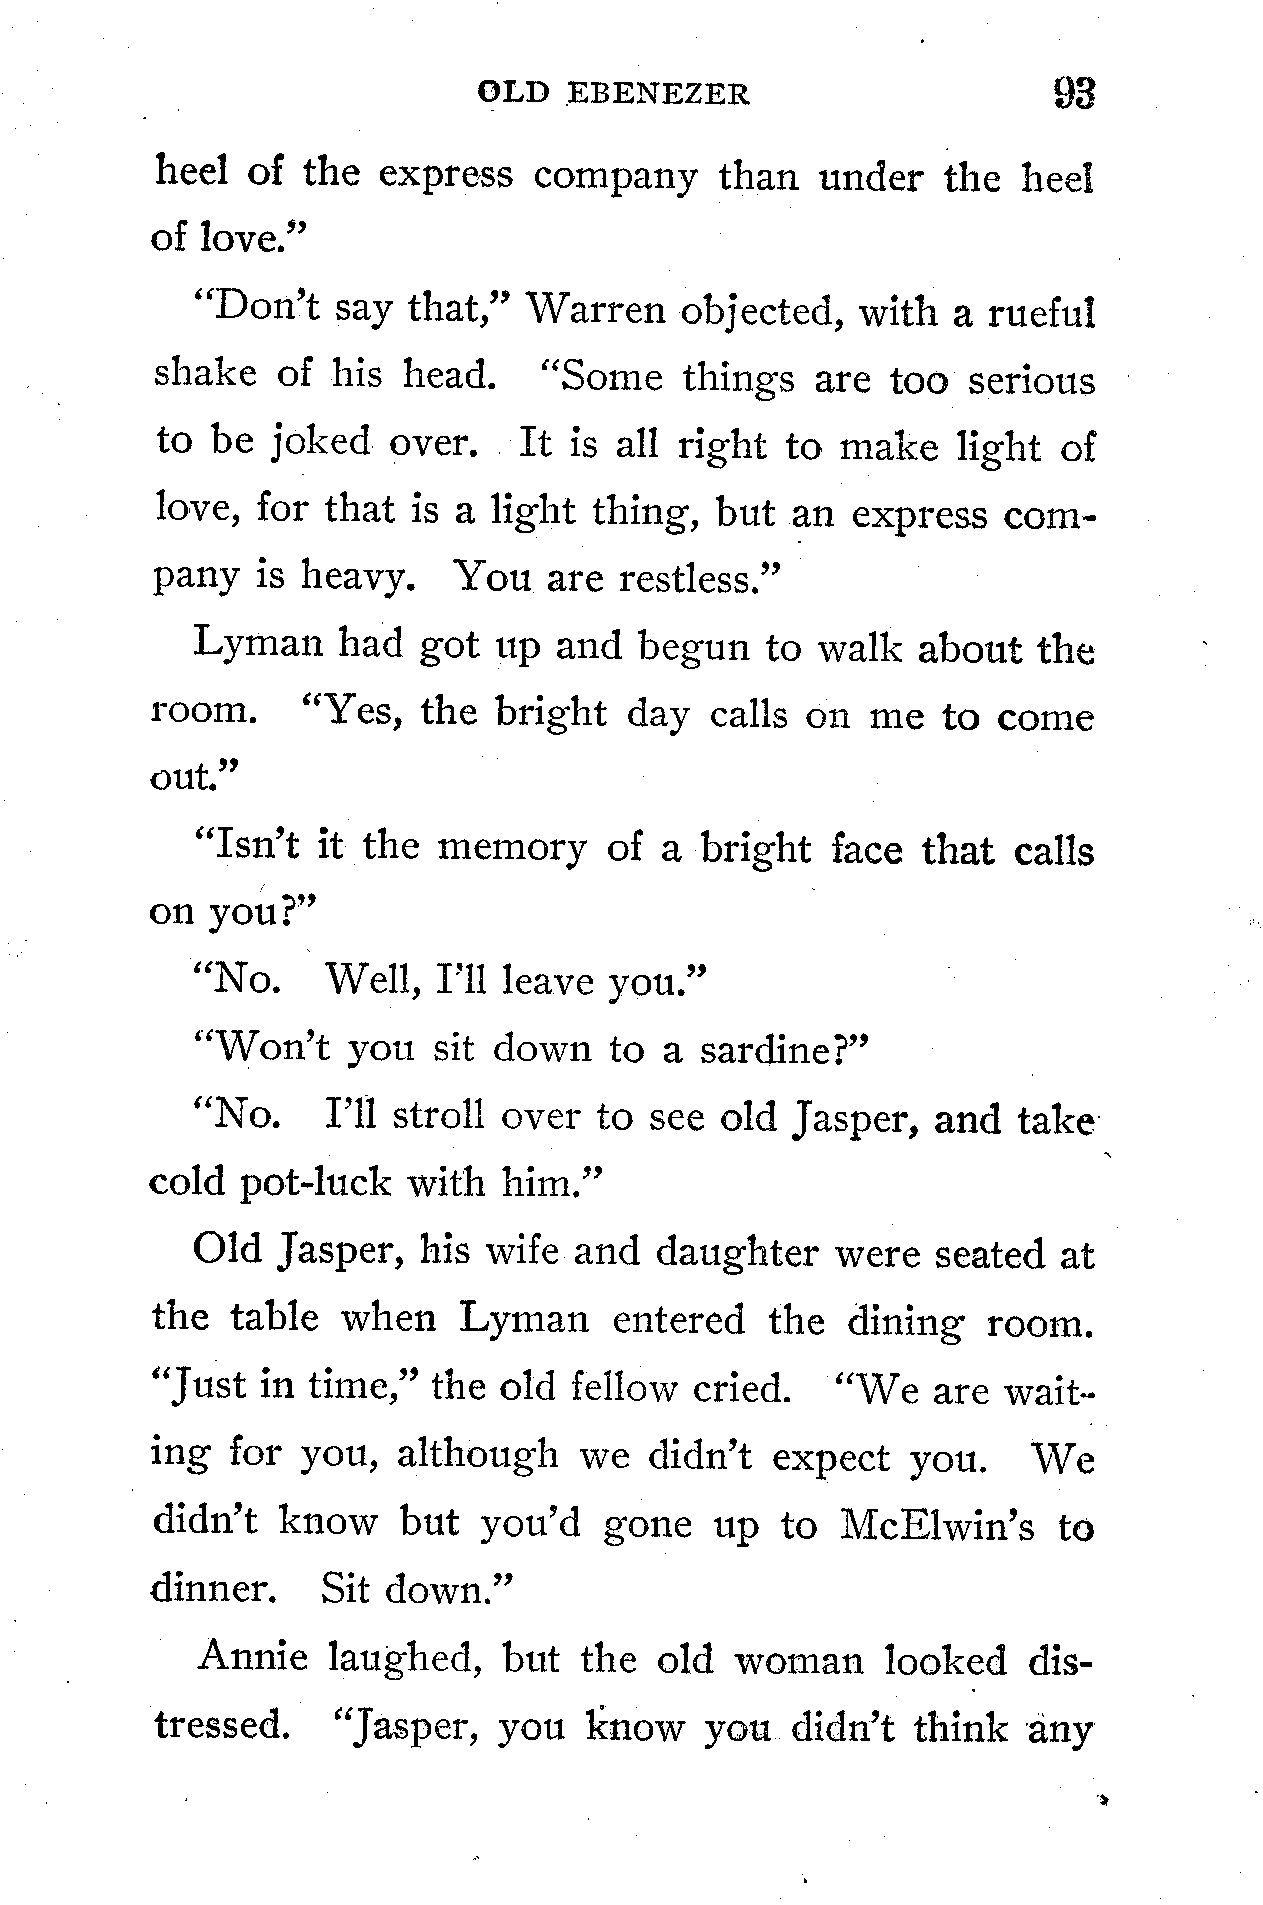 OLD EBENEZER 93
heel of the express company than under the heel
of love."
"Don't say that," Warren objected, with a rueful
shake of his head. "Some things are too serious
to be joked over. It is all right to make light of
love, for that is a light thing, but an express com-
pany is heavy. You are restless."
Lyman had got up and begun to walk about the
room. "Yes, the bright day calls on me to come
out."
"Isn't it the memory of a bright face that calls
on you?"
"No. Well, I'll leave you."
"Won't you sit down to a sardine?"
"No. I'll stroll over to see old Jasper, and take
cold pot-luck with him."
Old Jasper, his wife and daughter were seated at
the table when Lyman entered the dining room.
"Just in time," the old fellow cried. "We are wait-
ing for you, although we didn't expect you. We
didn't know but you'd gone up to McElwin's to
dinner. Sit down."
Annie laughed, but the old woman looked dis-
tressed. "Jasper, you know you didn't think any